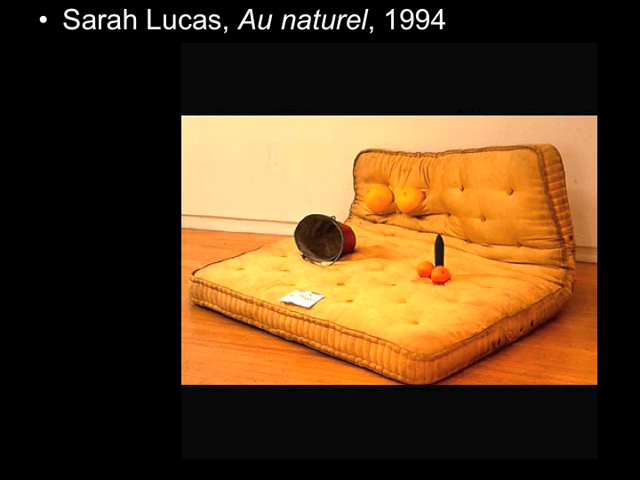 • Sarah Lucas, Au naturel, 1994